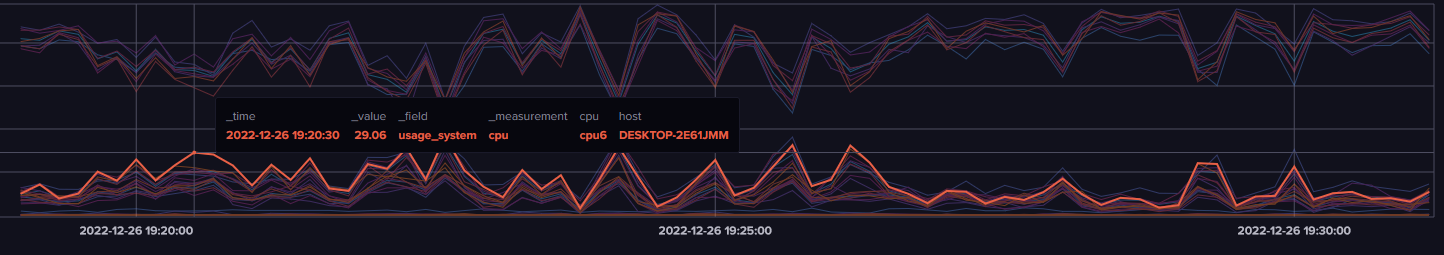 _time _value _field _measurement cpu host
2022-12-26 19:20:30 29.06 usage_system cpu cpu6 DESKTOP-2E61JMM
2022-12-26 19:20:00 2022-12-26 19:25:00 2022-12-26 19:30:00